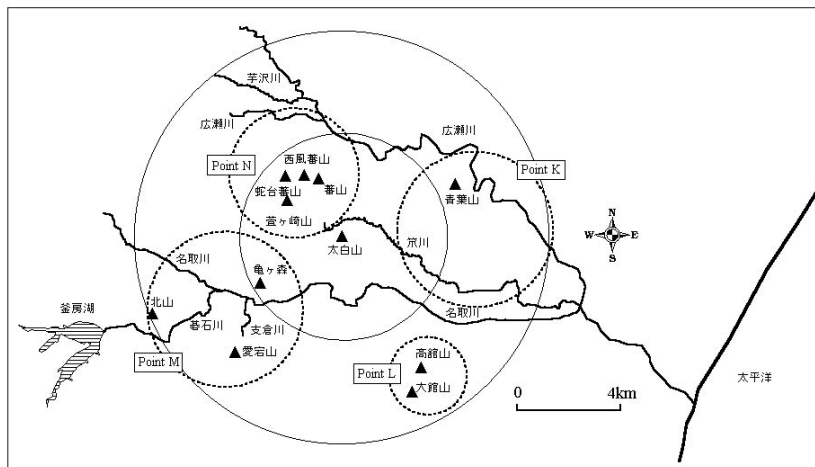 芋沢川
広瀬川
広瀬川
Point N
西風蕃山
蕃山
蛇台蕃山
萱ヶ崎山
Point K
青葉山
N
W
E
S
太白山
笊川
名取川
亀ヶ森
釜房湖
北山
碁石川
支倉川
名取川
Point M
愛宕山
高館山
Point L
大館山
0
4km
太平洋